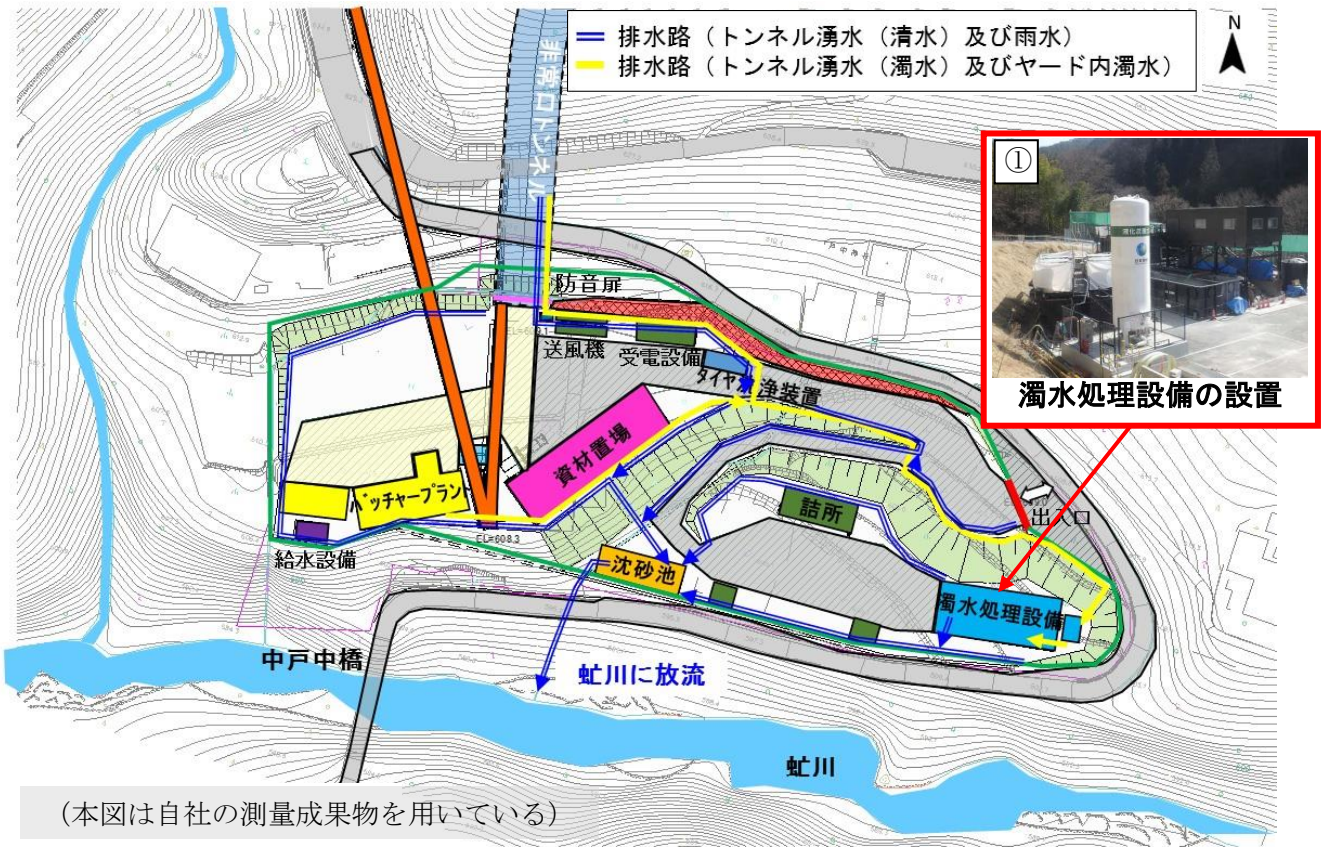 排水路（トンネル湧水（清水）及び雨水）
排水路（トンネル湧水（濁水）及びヤード内濁水）
N
非常口トンネル
①
濁水処理設備の設置
防音扉
送風機
受電設備
タイヤ洗浄装置
資材置場
バッチャープラント
給水設備
EL=608.3
詰所
出入口
沈砂池
濁水処理設備
中戸中橋
虻川に放流
虻川
（本図は自社の測量成果物を用いている）